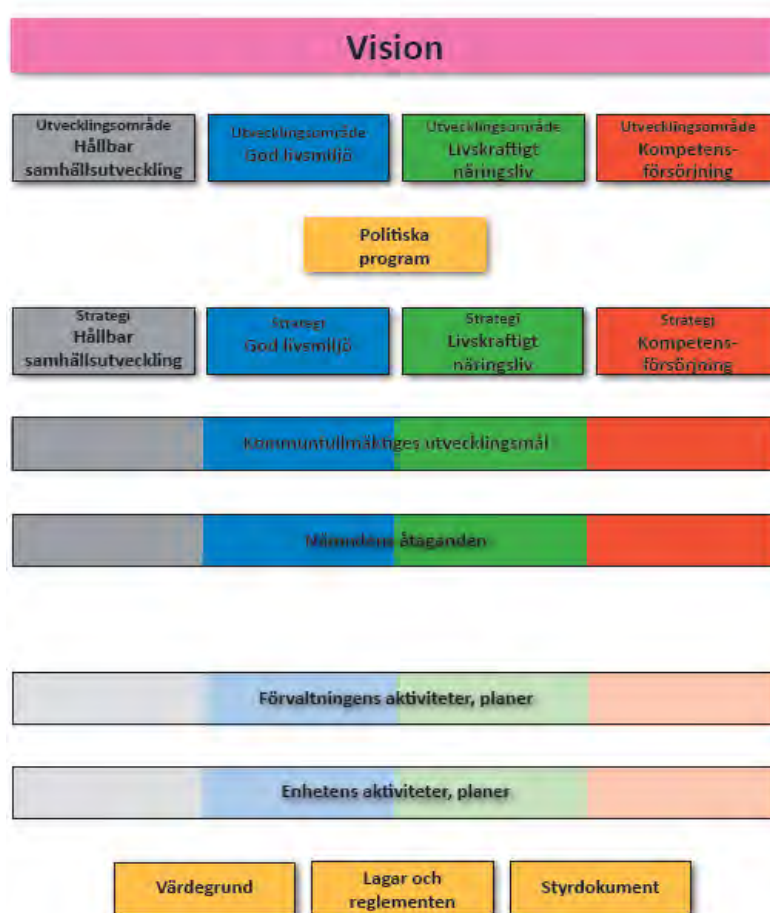 Vision
Utvecklingsområde
Hållbar
samhällsutveckling
Utvecklingsområde
God livsmiljö
Utvecklingsområde
Livskraftigt
näringsliv
Utvecklingsområde
Kompetens-
försörjning
Politiska
program
Strategi
Hållbar
samhällsutveckling
Strategi
God livsmiljö
Strategi
Livskraftigt
näringsliv
Strategi
Kompetens-
försörjning
Kommunfullmäktiges utvecklingsmål
Nämndens åtaganden
Förvaltningens aktiviteter, planer
Enhetens aktiviteter, planer
Värdegrund
Lagar och
reglementen
Styrdokument